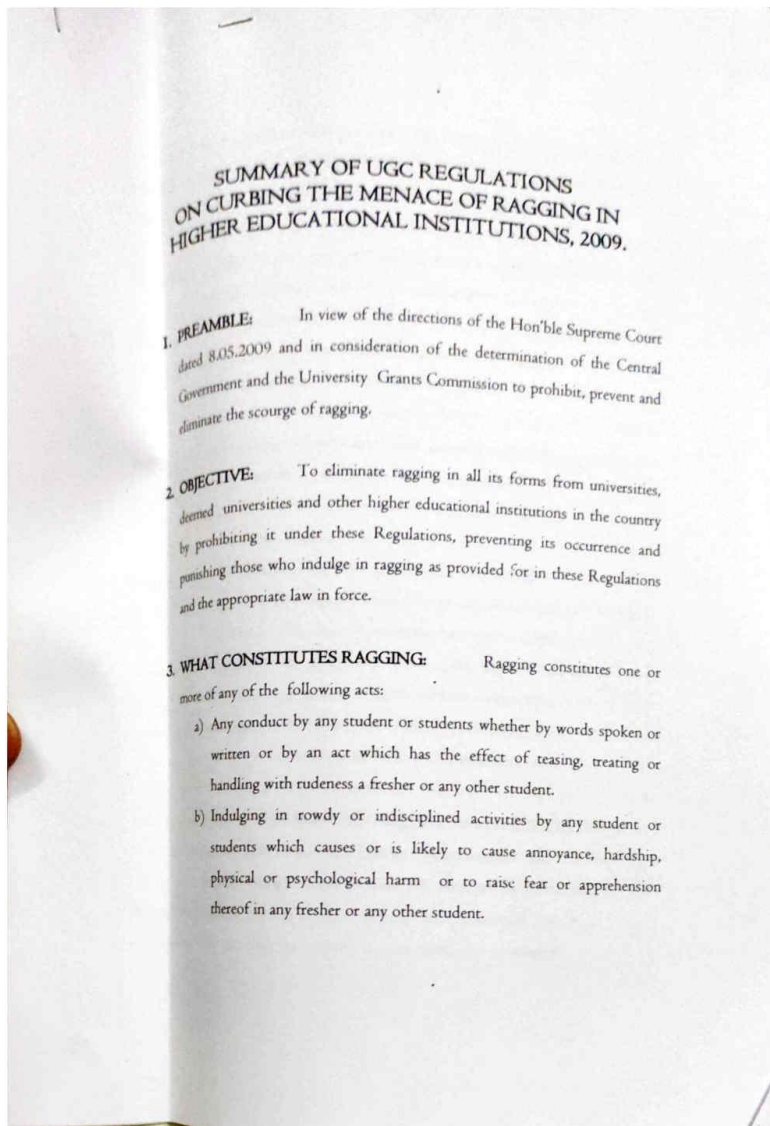 SUMMARY OF UGC REGULATIONS
ON CURBING THE MENACE OF RAGGING IN
HIGHER EDUCATIONAL INSTITUTIONS, 2009.
1. PREAMBLE: In view of the directions of the Hon'ble Supreme Court
dated 8.05.2009 and in consideration of the determination of the Central
Government and the University Grants Commission to prohibit, prevent and
eliminate the scourge of ragging.
2. OBJECTIVE: To eliminate ragging in all its forms from universities,
deemed universities and other higher educational institutions in the country
by prohibiting it under these Regulations, preventing its occurrence and
punishing those who indulge in ragging as provided for in these Regulations
and the appropriate law in force.
3. WHAT CONSTITUTES RAGGING: Ragging constitutes one or
more of any of the following acts:
a) Any conduct by any student or students whether by words spoken or
written or by an act which has the effect of teasing, treating or
handling with rudeness a fresher or any other student.
b) Indulging in rowdy or indisciplined activities by any student or
students which causes or is likely to cause annoyance, hardship,
physical or psychological harm or to raise fear or apprehension
thereof in any fresher or any other student.